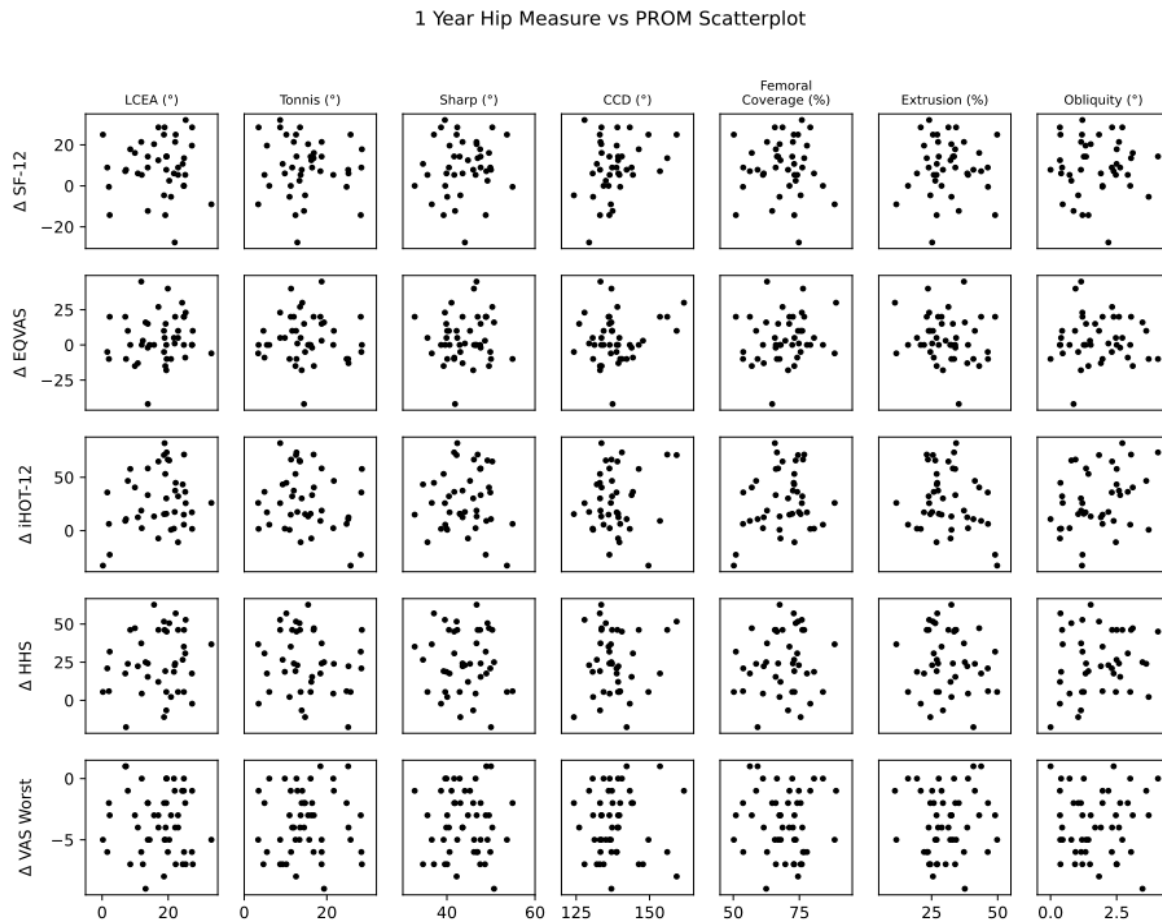 1 Year Hip Measure vs PROM Scatterplot
LCEA (°) Tonnis (°) Sharp (°) CCD (°) Femoral Coverage (%) Extrusion (%) Obliquity (°)
Δ SF-12
20
0
−20
Δ EQVAS
25
0
−25
Δ iHOT-12
50
0
Δ HHS
50
25
0
Δ VAS Worst
0
−5
0 20 0 20 40 60 125 150 50 75 0 25 50 0.0 2.5